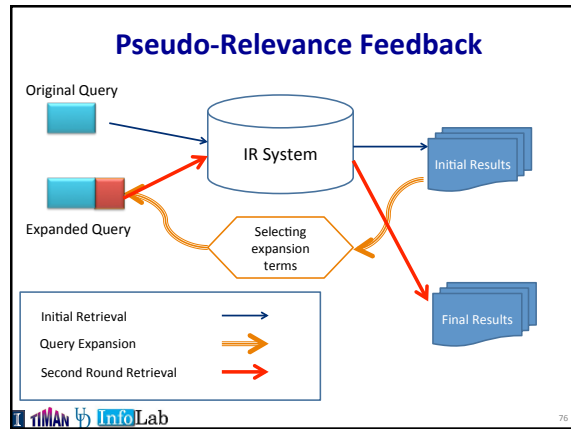 Pseudo-Relevance Feedback
Original Query
IR System
Initial Results
Expanded Query
Selecting
expansion
terms
Initial Retrieval
Query Expansion
Second Round Retrieval
Final Results
I TIMAN UD InfoLab
76